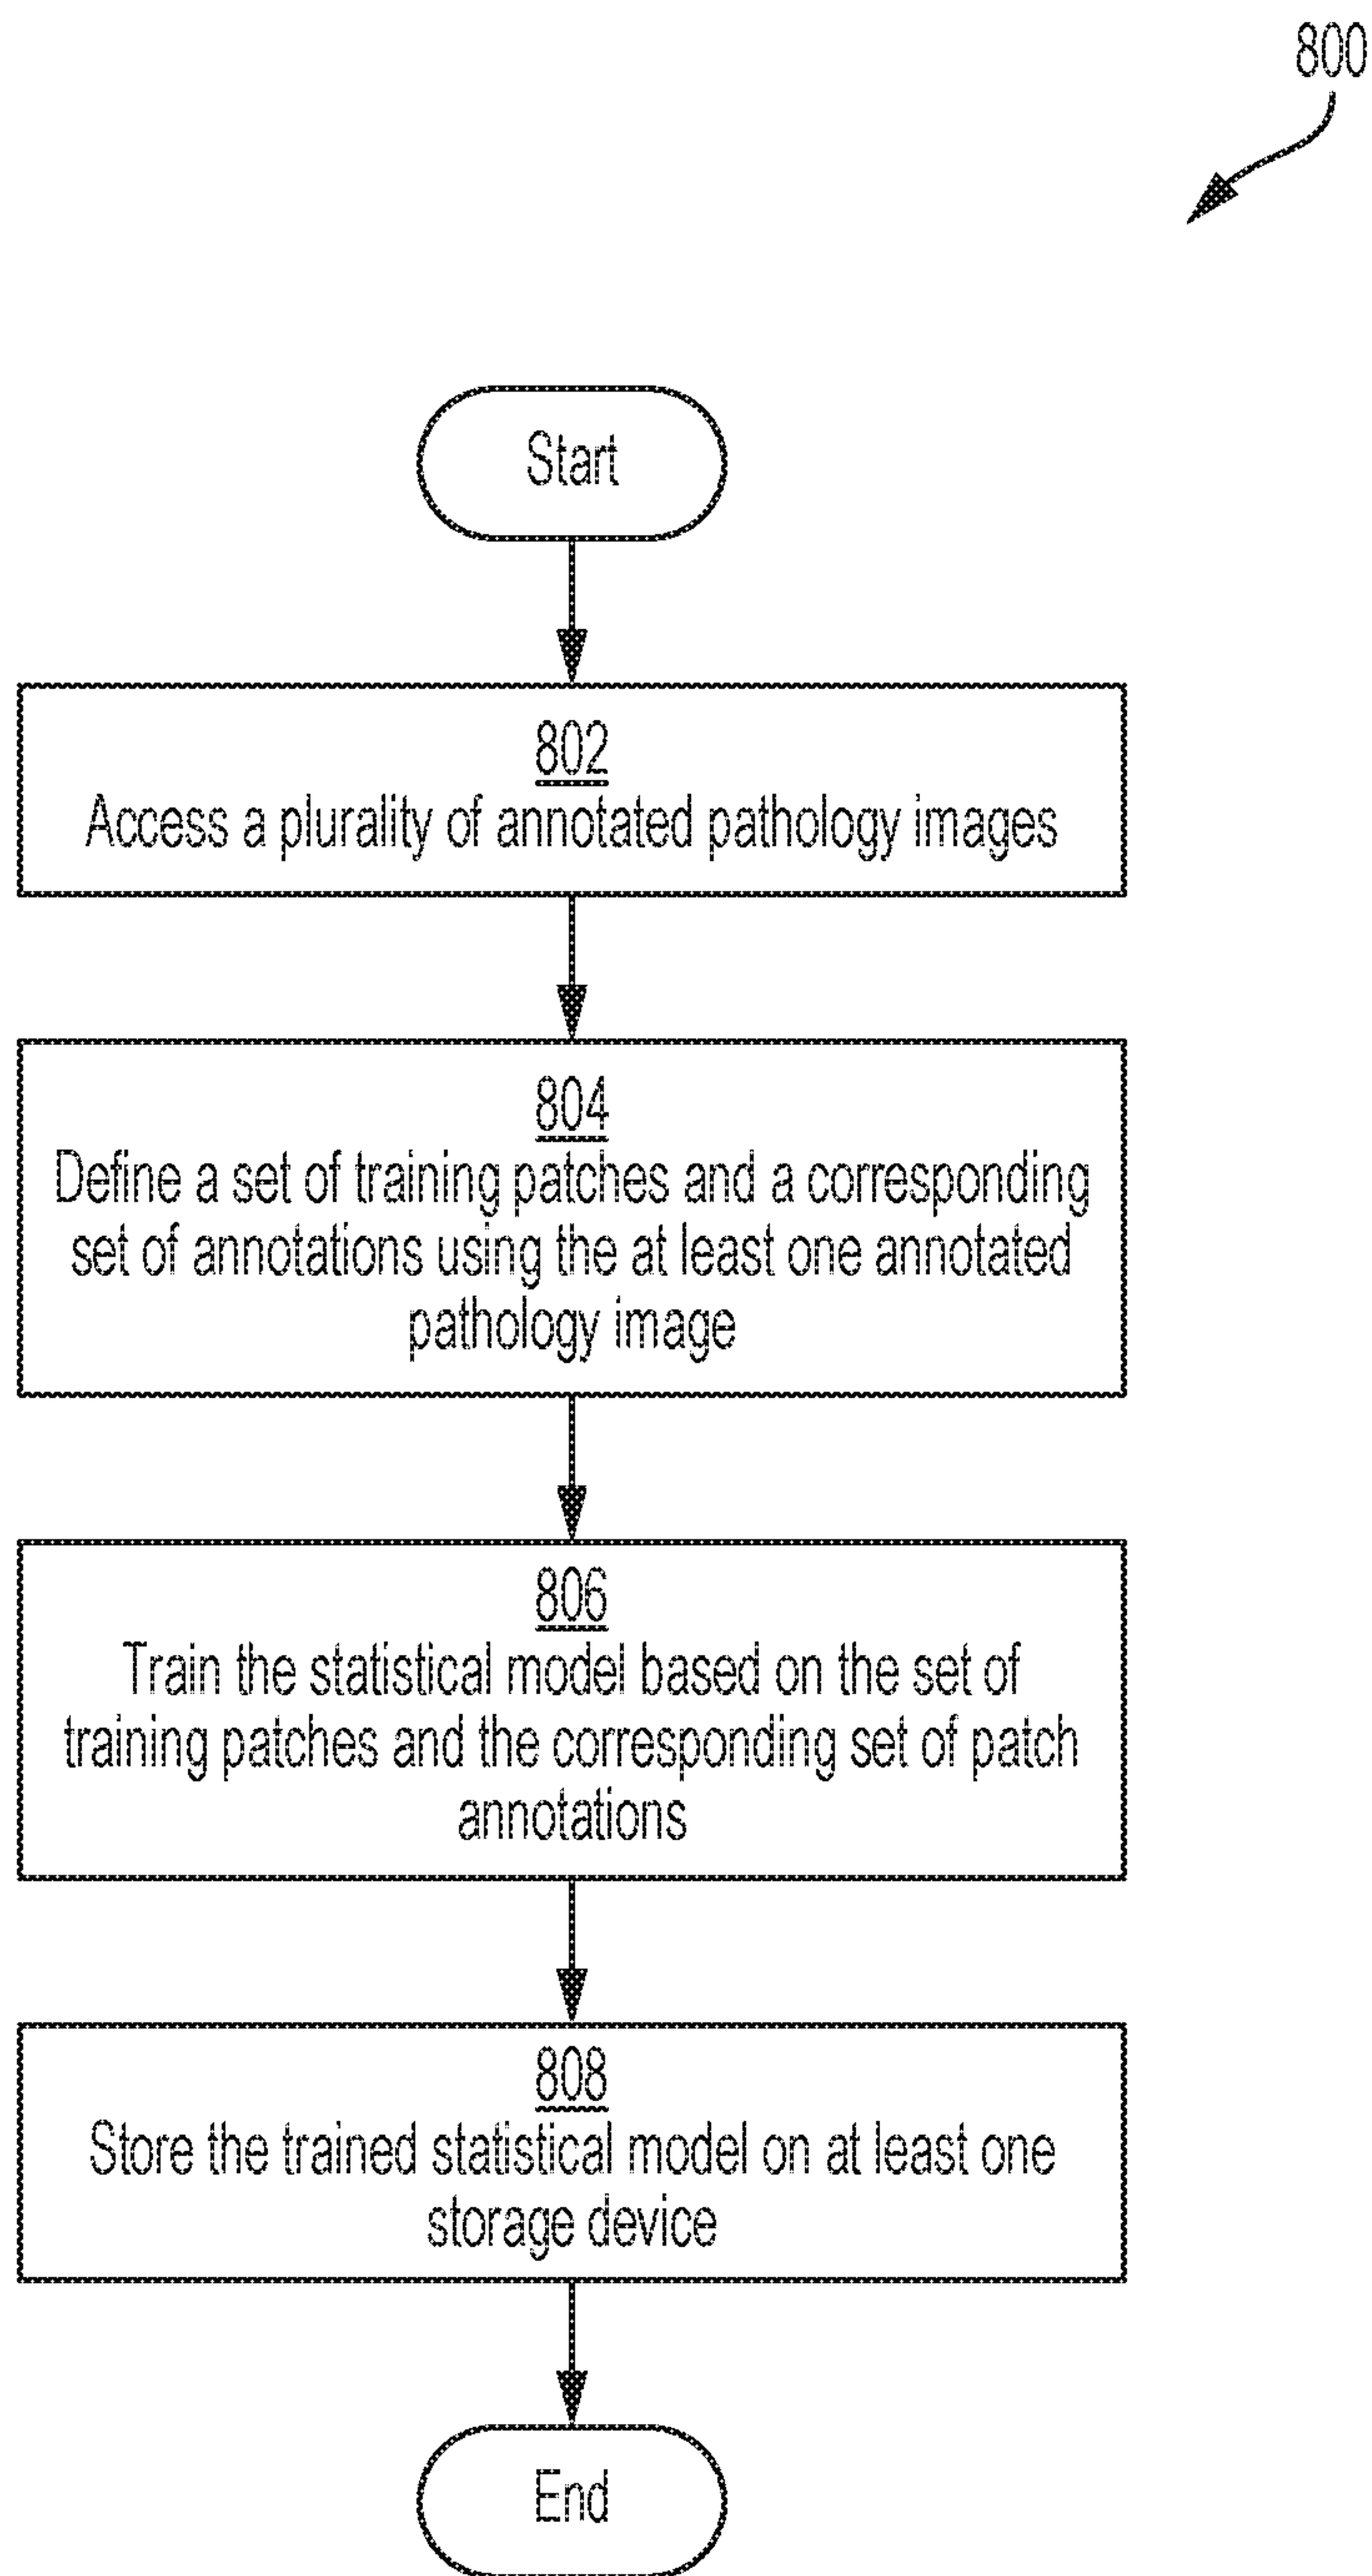 800
Start
802
Access a plurality of annotated pathology images
804
Define a set of training patches and a corresponding
set of annotations using the at least one annotated
pathology image
806
Train the statistical model based on the set of
training patches and the corresponding set of patch
annotations
808
Store the trained statistical model on at least one
storage device
End